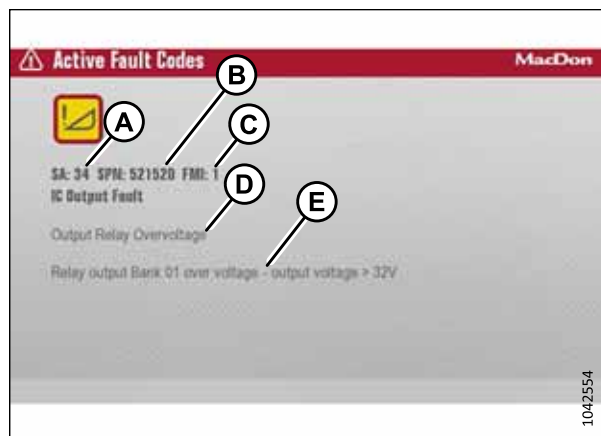 Active Fault Codes MacDon
B
A
C
SA: 34 SPN: 521520 FMI: 1
D
IC Output Fault
E
Output Relay Overvoltage
Relay output Bank 01 over voltage - output voltage > 32V
1042554